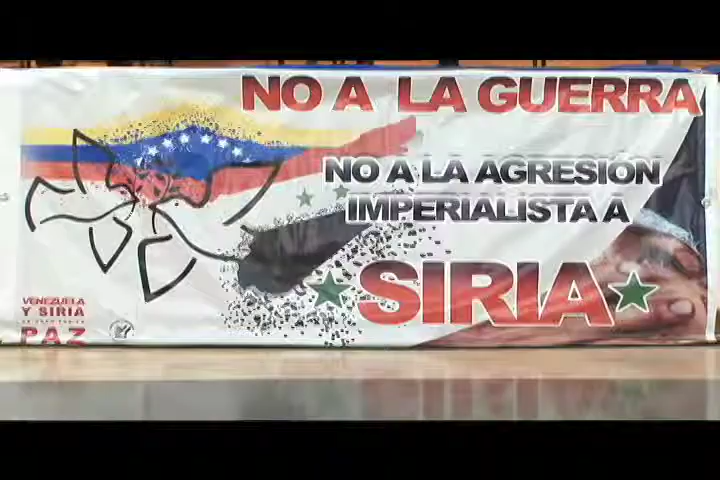 NO A LA GUERRA
NO A LA AGRESIÓN
IMPERIALISTA A
SIRIA
VENEZUELA
Y SIRIA
PAZ